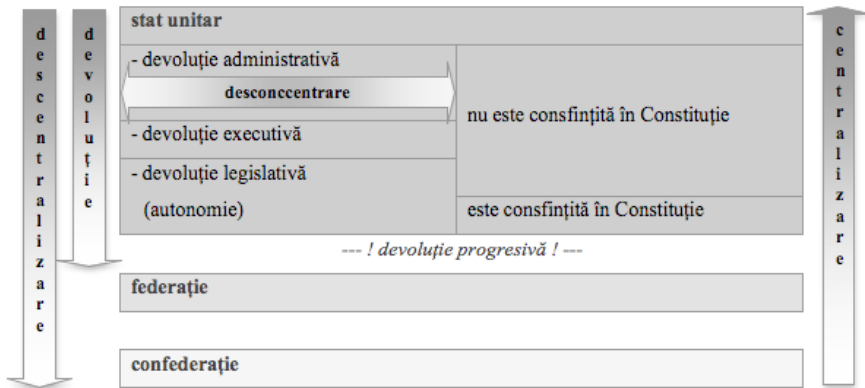 descentralizare
devoluție
stat unitar
- devoluție administrativă
desconccentrare
- devoluție executivă
- devoluție legislativă
(autonomie)
nu este consfințită în Constituție
este consfințită în Constituție
--- ! devoluție progresivă ! ---
federație
confederație
centralizare